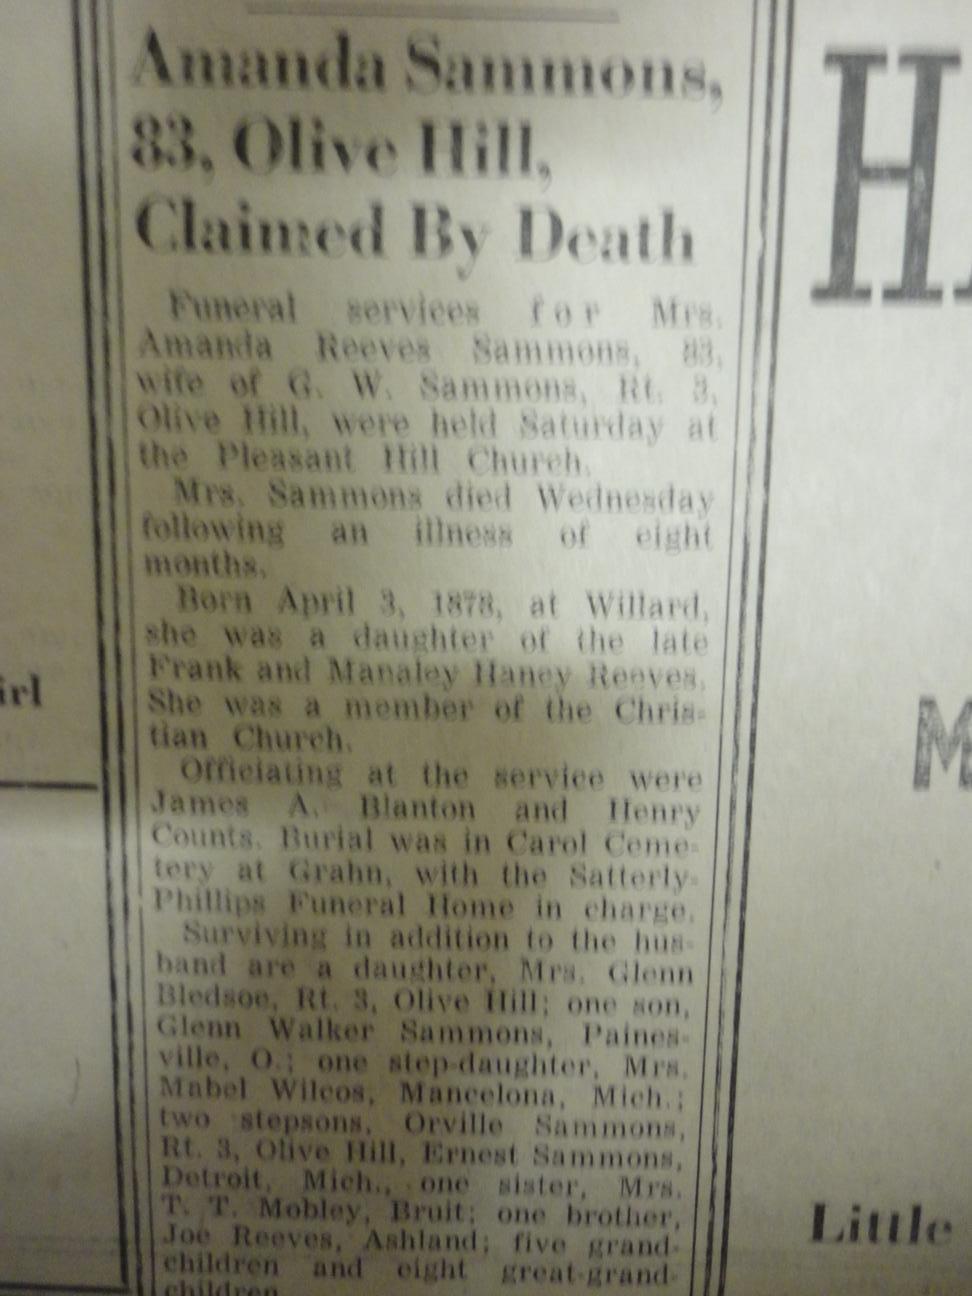 Amanda Sammons,
83, Olive Hill,
Claimed By Death
Funeral services for Mrs.
Amanda Reeves Sammons, 83,
wife of G. W. Sammons, Rt. 3,
Olive Hill, were held Saturday at
the Pleasant Hill Church.
Mrs. Sammons died Wednesday
following an illness of eight
months.
Born April 3, 1878, at Willard,
she was a daughter of the late
Frank and Manaley Haney Reeves.
She was a member of the Chris-
tian Church.
Officiating at the service were
James A. Blanton and Henry
Counts. Burial was in Carol Ceme-
tery at Grahn, with the Satterly-
Phillips Funeral Home in charge.
Surviving in addition to the hus-
band are a daughter, Mrs. Glenn
Bledsoe, Rt. 3, Olive Hill; one son,
Glenn Walker Sammons, Paines-
ville, O.; one step-daughter, Mrs.
Mabel Wilcos, Mancelona, Mich.;
two stepsons, Orville Sammons,
Rt. 3, Olive Hill, Ernest Sammons,
Detroit, Mich., one sister, Mrs.
T. T. Mobley, Bruit; one brother,
Joe Reeves, Ashland; five grand-
children and eight great-grand-
children
irl
H
M
Little